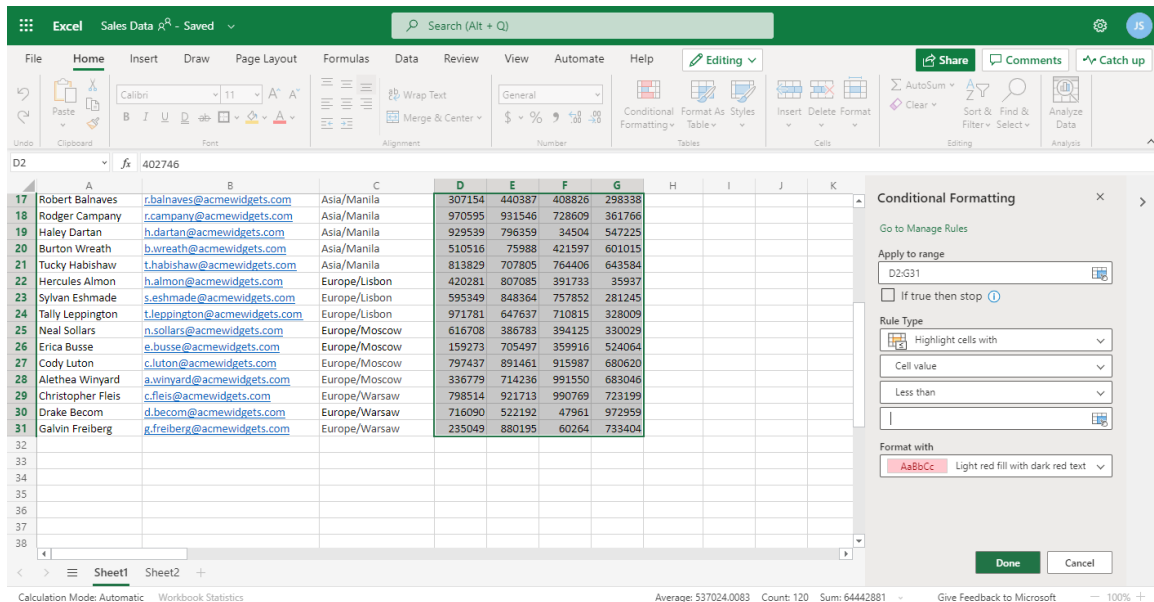 Excel Sales Data - Saved Search (Alt + Q) JS
File Home Insert Draw Page Layout Formulas Data Review View Automate Help Editing Share Comments Catch up
Calibri 11 A^ Aˇ Wrap Text General AutoSum
Paste B I U D ab A Merge & Center $ % 9 Conditional Formatting Format As Table Styles Insert Delete Format Clear Sort & Filter Find & Select Analyze Data
Undo Clipboard Font Alignment Number Tables Cells Editing Analysis
D2 fx 402746
A B C D E F G H I J K
17 Robert Balnaves r.balnaves@acmewidgets.com Asia/Manila 307154 440387 408826 298338
18 Rodger Campany r.campany@acmewidgets.com Asia/Manila 970595 931546 728609 361766
19 Haley Dartan h.dartan@acmewidgets.com Asia/Manila 929539 796359 34504 547225
20 Burton Wreath b.wreath@acmewidgets.com Asia/Manila 510516 75988 421597 601015
21 Tucky Habishaw t.habishaw@acmewidgets.com Asia/Manila 813829 707805 764406 643584
22 Hercules Almon h.almon@acmewidgets.com Europe/Lisbon 420281 807085 391733 35937
23 Sylvan Eshmade s.eshmade@acmewidgets.com Europe/Lisbon 595349 848364 757852 281245
24 Tally Leppington t.leppington@acmewidgets.com Europe/Lisbon 971781 647637 710815 328009
25 Neal Sollars n.sollars@acmewidgets.com Europe/Moscow 616708 386783 394125 330029
26 Erica Busse e.busse@acmewidgets.com Europe/Moscow 159273 705497 359916 524064
27 Cody Luton c.luton@acmewidgets.com Europe/Moscow 797437 891461 915987 680620
28 Alethea Winyard a.winyard@acmewidgets.com Europe/Moscow 336779 714236 991550 683046
29 Christopher Fleis c.fleis@acmewidgets.com Europe/Warsaw 798514 921713 990769 723199
30 Drake Becom d.becom@acmewidgets.com Europe/Warsaw 716090 522192 47961 972959
31 Galvin Freiberg g.freiberg@acmewidgets.com Europe/Warsaw 235049 880195 60264 733404
32
33
34
35
36
37
38
Conditional Formatting
Go to Manage Rules
Apply to range
D2:G31
If true then stop
Rule Type
Highlight cells with
Cell value
Less than
Format with
AaBbCc Light red fill with dark red text
Done Cancel
Sheet1 Sheet2
Calculation Mode: Automatic Workbook Statistics Average: 537024.0083 Count: 120 Sum: 64442881 Give Feedback to Microsoft 100%